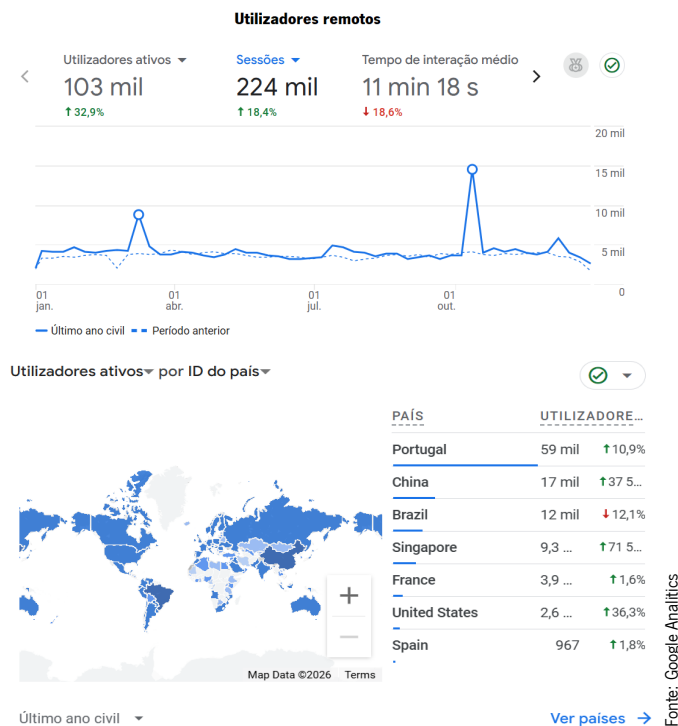 Utilizadores remotos
Utilizadores ativos Sessões Tempo de interação médio
103 mil 224 mil 11 min 18 s
↑ 32,9% ↑ 18,4% ↓ 18,6%
20 mil
15 mil
10 mil
5 mil
0
01 01 01 01
jan. abr. jul. out.
Último ano civil Período anterior
Utilizadores ativos por ID do país
PAÍS UTILIZADORE...
Portugal 59 mil ↑ 10,9%
China 17 mil ↑ 37 5...
Brazil 12 mil ↓ 12,1%
Singapore 9,3 ... ↑ 71 5...
France 3,9 ... ↑ 1,6%
United States 2,6 ... ↑ 36,3%
Spain 967 ↑ 1,8%
Map Data ©2026 Terms
Último ano civil
Ver países →
Fonte: Google Analitics